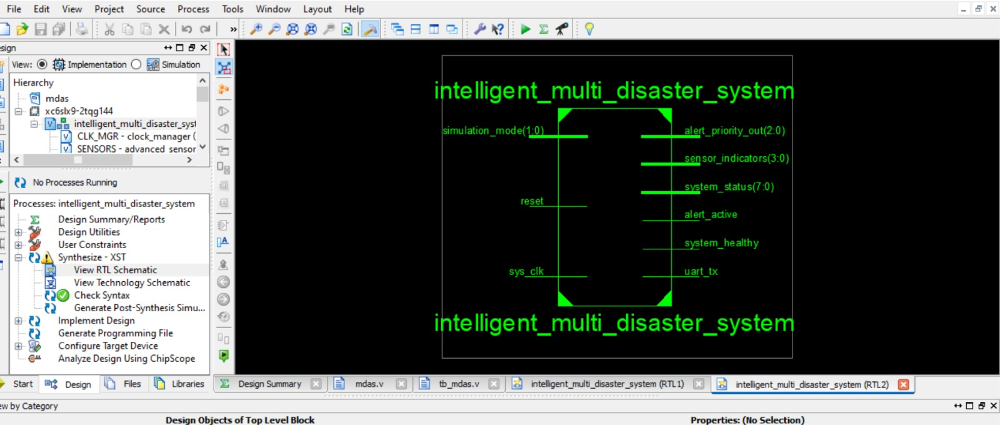 File Edit View Project Source Process Tools Window Layout Help
»
esign
View: Implementation Simulation
Hierarchy
mdas
xc6slx9-2tqg144
intelligent_multi_disaster_syst
CLK_MGR - clock_manager (
SENSORS - advanced_sensor
No Processes Running
Processes: intelligent_multi_disaster_system
Design Summary/Reports
Design Utilities
User Constraints
Synthesize - XST
View RTL Schematic
View Technology Schematic
Check Syntax
Generate Post-Synthesis Simu...
Implement Design
Generate Programming File
Configure Target Device
Analyze Design Using ChipScope
Start Design Files Libraries
intelligent_multi_disaster_system
simulation_mode(1:0)
reset
sys_clk
alert_priority_out(2:0)
sensor_indicators(3:0)
system_status(7:0)
alert_active
system_healthy
uart_tx
intelligent_multi_disaster_system
Design Summary mdas.v tb_mdas.v intelligent_multi_disaster_system (RTL1) intelligent_multi_disaster_system (RTL2)
ew by Category
Design Objects of Top Level Block Properties: (No Selection)